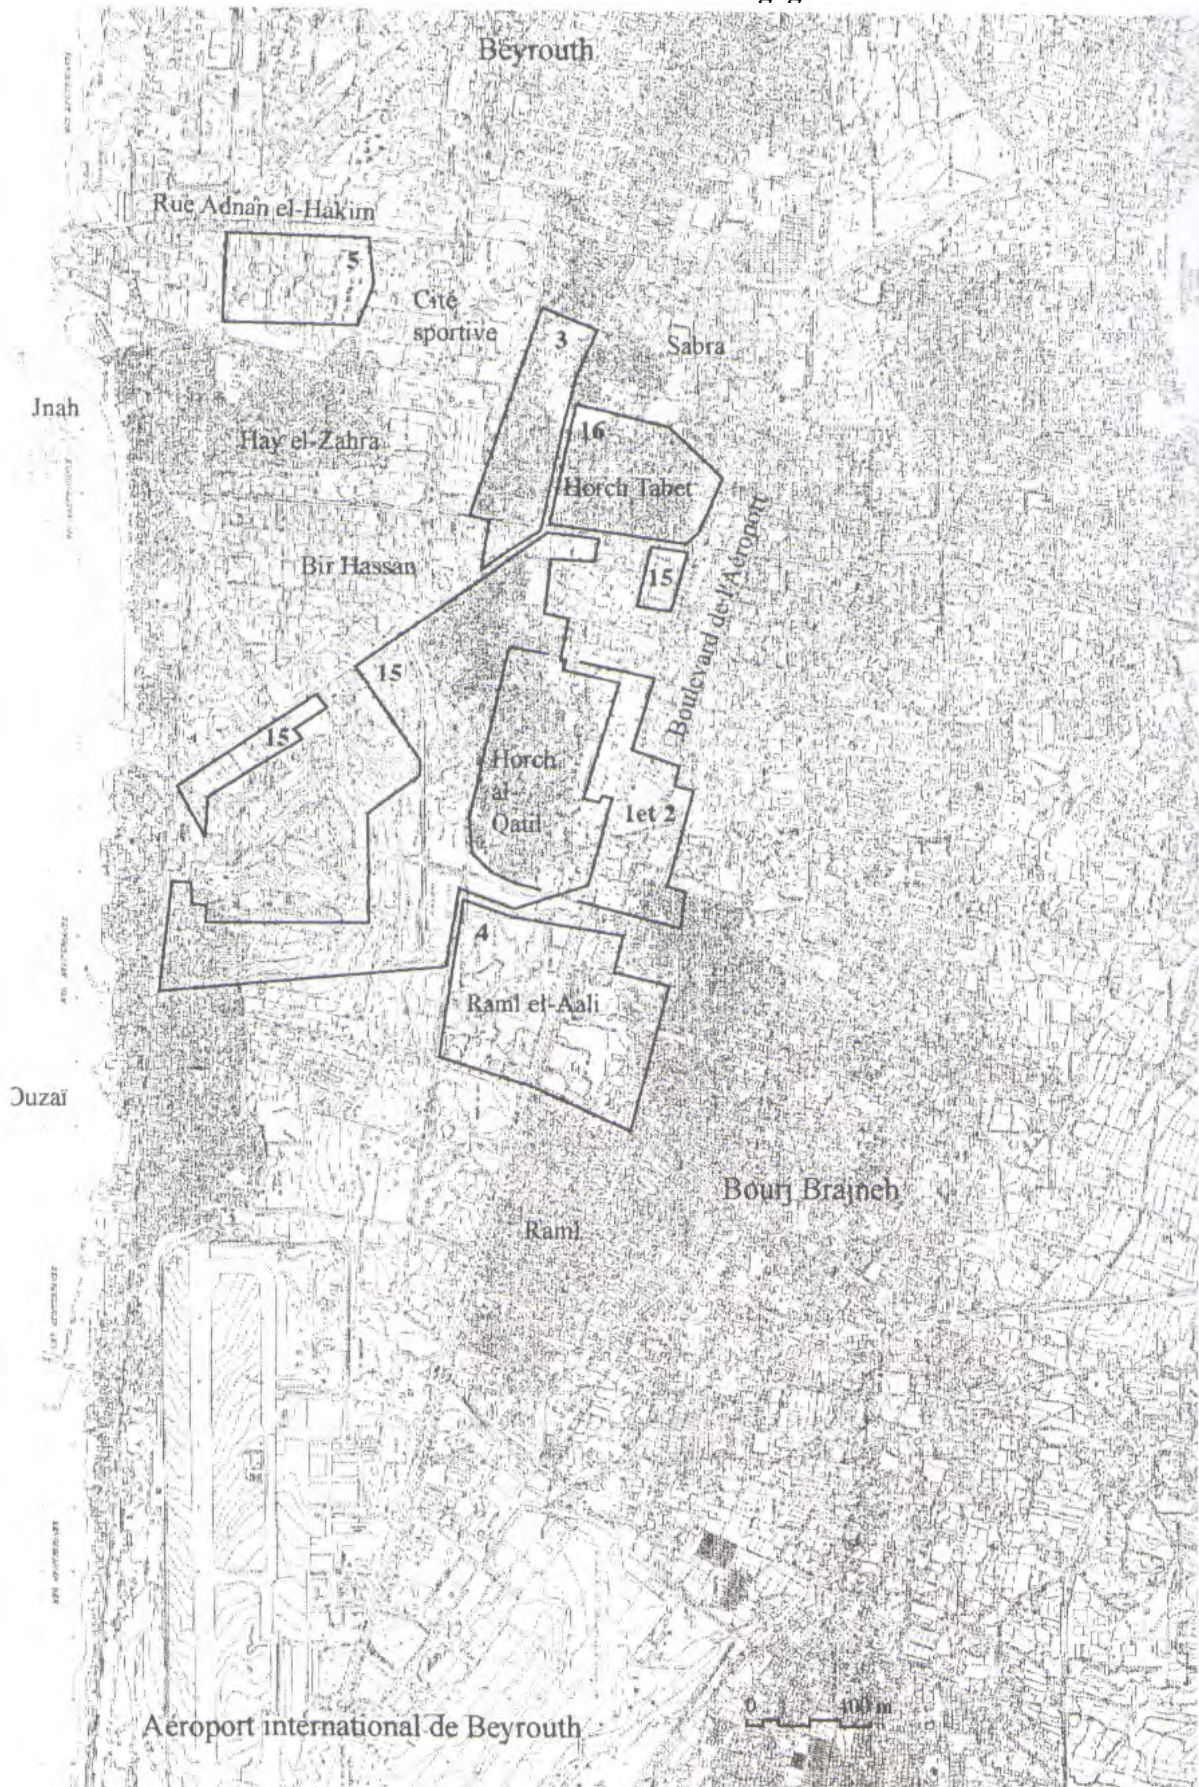 Beyrouth
Rue Adnan el-Hakim
5
Cité
sportive
3
Sabra
Jnah
16
Hay el-Zahra
Horch Tabet
Bir Hassan
15
Boulevard de l'Aéroport
15
15
Horch
al-
Qatil
1et 2
4
Raml el-Aali
Ouzaï
Bourj Brajneh
Raml
0 400 m
Aéroport international de Beyrouth